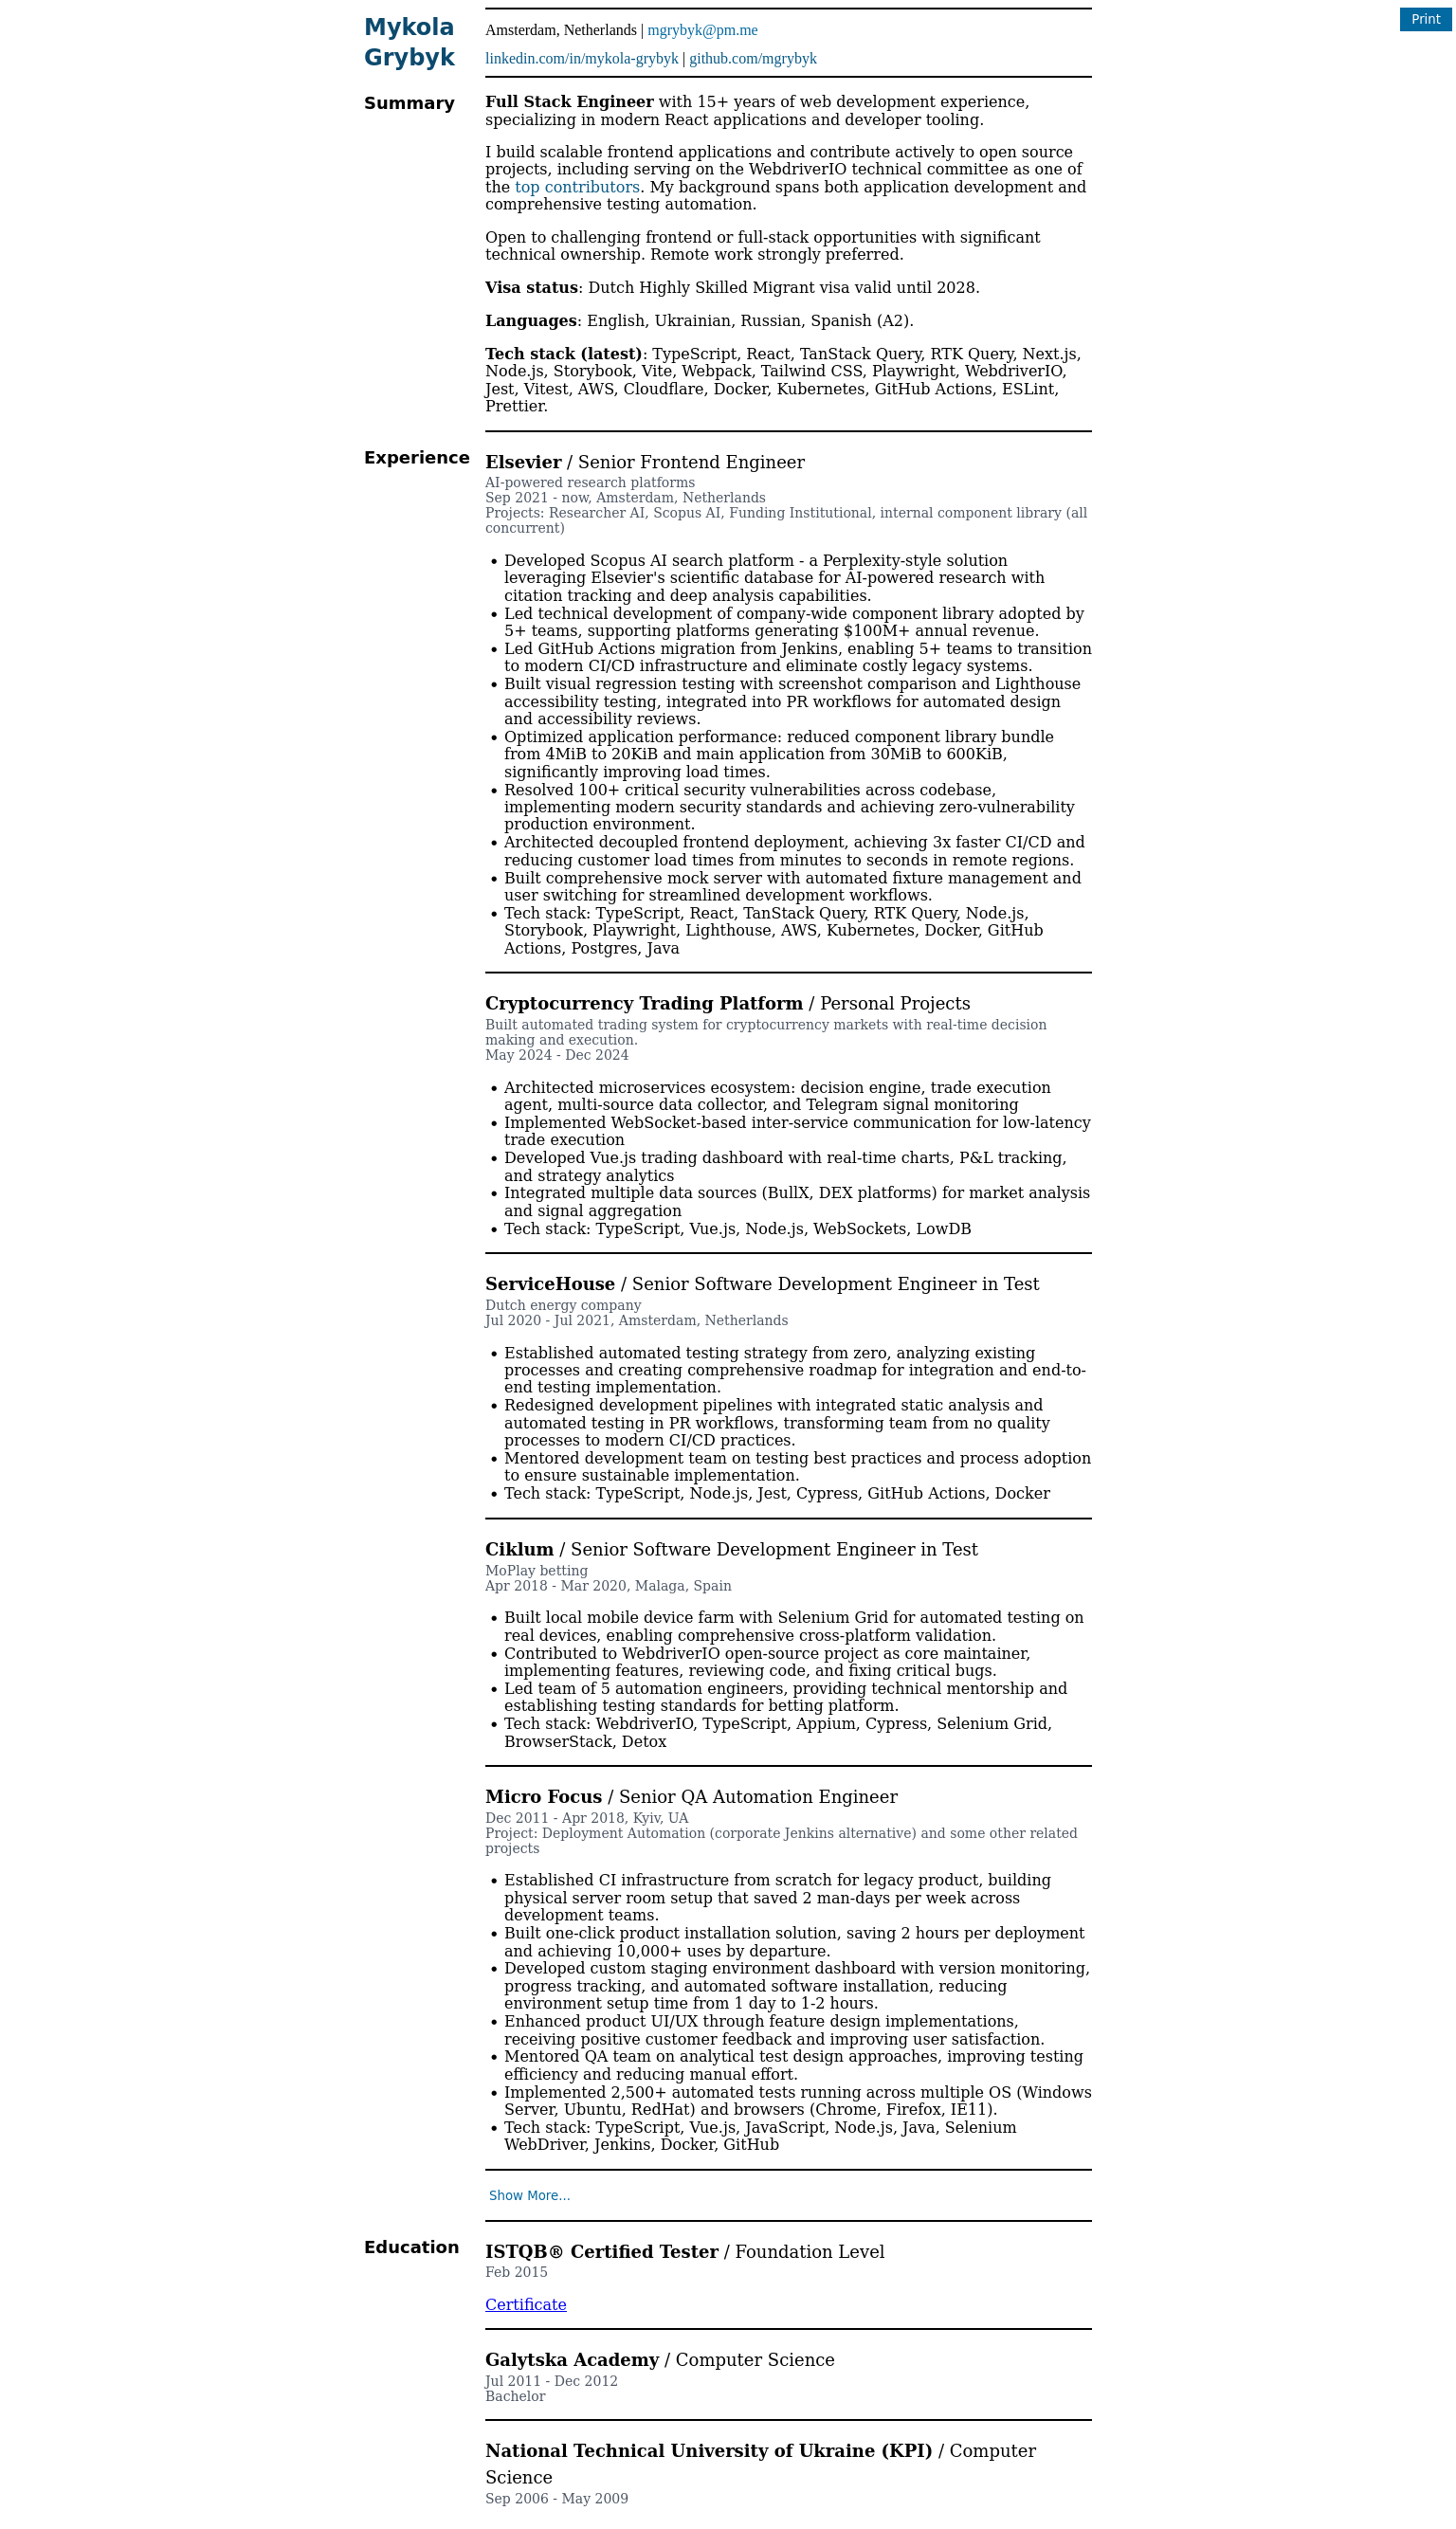 Print
Mykola
Grybyk
Amsterdam, Netherlands | mgrybyk@pm.me
linkedin.com/in/mykola-grybyk | github.com/mgrybyk
Summary
Full Stack Engineer with 15+ years of web development experience,
specializing in modern React applications and developer tooling.
I build scalable frontend applications and contribute actively to open source
projects, including serving on the WebdriverIO technical committee as one of
the top contributors. My background spans both application development and
comprehensive testing automation.
Open to challenging frontend or full-stack opportunities with significant
technical ownership. Remote work strongly preferred.
Visa status: Dutch Highly Skilled Migrant visa valid until 2028.
Languages: English, Ukrainian, Russian, Spanish (A2).
Tech stack (latest): TypeScript, React, TanStack Query, RTK Query, Next.js,
Node.js, Storybook, Vite, Webpack, Tailwind CSS, Playwright, WebdriverIO,
Jest, Vitest, AWS, Cloudflare, Docker, Kubernetes, GitHub Actions, ESLint,
Prettier.
Experience
Elsevier / Senior Frontend Engineer
AI-powered research platforms
Sep 2021 - now, Amsterdam, Netherlands
Projects: Researcher AI, Scopus AI, Funding Institutional, internal component library (all
concurrent)
• Developed Scopus AI search platform - a Perplexity-style solution
leveraging Elsevier's scientific database for AI-powered research with
citation tracking and deep analysis capabilities.
• Led technical development of company-wide component library adopted by
5+ teams, supporting platforms generating $100M+ annual revenue.
• Led GitHub Actions migration from Jenkins, enabling 5+ teams to transition
to modern CI/CD infrastructure and eliminate costly legacy systems.
• Built visual regression testing with screenshot comparison and Lighthouse
accessibility testing, integrated into PR workflows for automated design
and accessibility reviews.
• Optimized application performance: reduced component library bundle
from 4MiB to 20KiB and main application from 30MiB to 600KiB,
significantly improving load times.
• Resolved 100+ critical security vulnerabilities across codebase,
implementing modern security standards and achieving zero-vulnerability
production environment.
• Architected decoupled frontend deployment, achieving 3x faster CI/CD and
reducing customer load times from minutes to seconds in remote regions.
• Built comprehensive mock server with automated fixture management and
user switching for streamlined development workflows.
• Tech stack: TypeScript, React, TanStack Query, RTK Query, Node.js,
Storybook, Playwright, Lighthouse, AWS, Kubernetes, Docker, GitHub
Actions, Postgres, Java
Cryptocurrency Trading Platform / Personal Projects
Built automated trading system for cryptocurrency markets with real-time decision
making and execution.
May 2024 - Dec 2024
• Architected microservices ecosystem: decision engine, trade execution
agent, multi-source data collector, and Telegram signal monitoring
• Implemented WebSocket-based inter-service communication for low-latency
trade execution
• Developed Vue.js trading dashboard with real-time charts, P&L tracking,
and strategy analytics
• Integrated multiple data sources (BullX, DEX platforms) for market analysis
and signal aggregation
• Tech stack: TypeScript, Vue.js, Node.js, WebSockets, LowDB
ServiceHouse / Senior Software Development Engineer in Test
Dutch energy company
Jul 2020 - Jul 2021, Amsterdam, Netherlands
• Established automated testing strategy from zero, analyzing existing
processes and creating comprehensive roadmap for integration and end-to-
end testing implementation.
• Redesigned development pipelines with integrated static analysis and
automated testing in PR workflows, transforming team from no quality
processes to modern CI/CD practices.
• Mentored development team on testing best practices and process adoption
to ensure sustainable implementation.
• Tech stack: TypeScript, Node.js, Jest, Cypress, GitHub Actions, Docker
Ciklum / Senior Software Development Engineer in Test
MoPlay betting
Apr 2018 - Mar 2020, Malaga, Spain
• Built local mobile device farm with Selenium Grid for automated testing on
real devices, enabling comprehensive cross-platform validation.
• Contributed to WebdriverIO open-source project as core maintainer,
implementing features, reviewing code, and fixing critical bugs.
• Led team of 5 automation engineers, providing technical mentorship and
establishing testing standards for betting platform.
• Tech stack: WebdriverIO, TypeScript, Appium, Cypress, Selenium Grid,
BrowserStack, Detox
Micro Focus / Senior QA Automation Engineer
Dec 2011 - Apr 2018, Kyiv, UA
Project: Deployment Automation (corporate Jenkins alternative) and some other related
projects
• Established CI infrastructure from scratch for legacy product, building
physical server room setup that saved 2 man-days per week across
development teams.
• Built one-click product installation solution, saving 2 hours per deployment
and achieving 10,000+ uses by departure.
• Developed custom staging environment dashboard with version monitoring,
progress tracking, and automated software installation, reducing
environment setup time from 1 day to 1-2 hours.
• Enhanced product UI/UX through feature design implementations,
receiving positive customer feedback and improving user satisfaction.
• Mentored QA team on analytical test design approaches, improving testing
efficiency and reducing manual effort.
• Implemented 2,500+ automated tests running across multiple OS (Windows
Server, Ubuntu, RedHat) and browsers (Chrome, Firefox, IE11).
• Tech stack: TypeScript, Vue.js, JavaScript, Node.js, Java, Selenium
WebDriver, Jenkins, Docker, GitHub
Show More...
Education
ISTQB® Certified Tester / Foundation Level
Feb 2015
Certificate
Galytska Academy / Computer Science
Jul 2011 - Dec 2012
Bachelor
National Technical University of Ukraine (KPI) / Computer
Science
Sep 2006 - May 2009